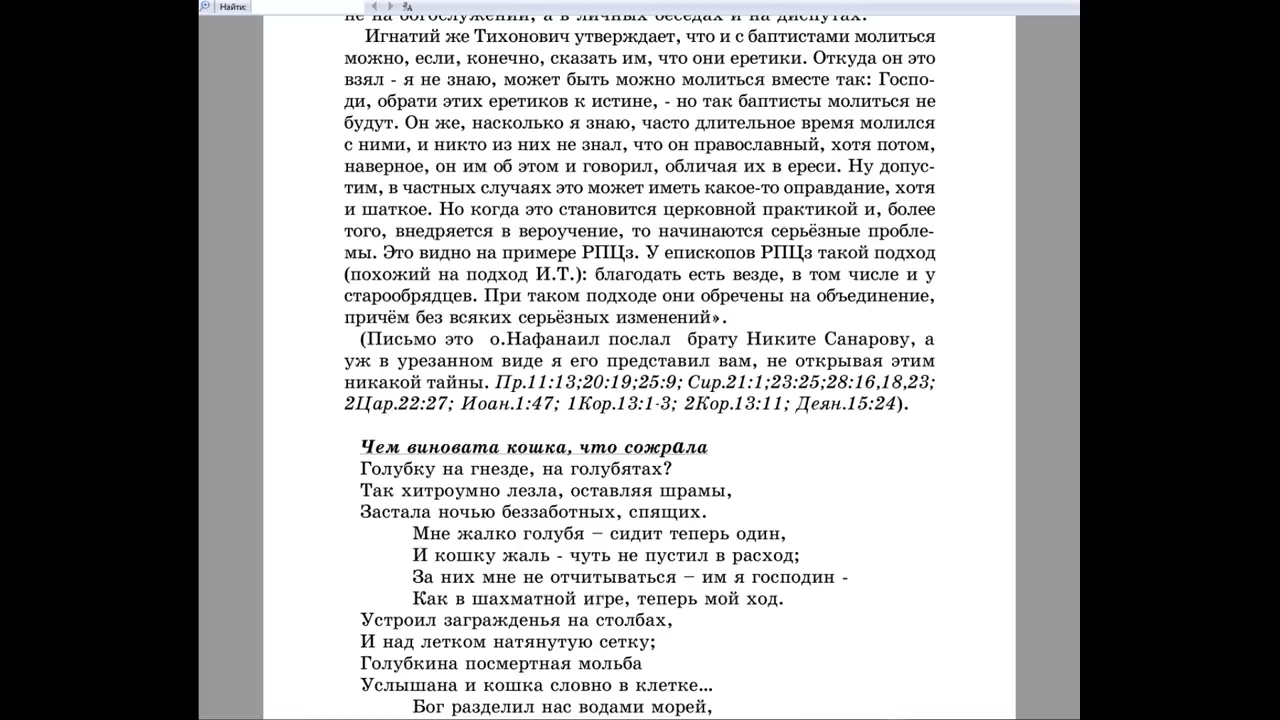 Найти:
не на богослужении, а в личных беседах и на диспутах.
Игнатий же Тихонович утверждает, что и с баптистами молиться
можно, если, конечно, сказать им, что они еретики. Откуда он это
взял - я не знаю, может быть можно молиться вместе так: Госпо-
ди, обрати этих еретиков к истине, - но так баптисты молиться не
будут. Он же, насколько я знаю, часто длительное время молился
с ними, и никто из них не знал, что он православный, хотя потом,
наверное, он им об этом и говорил, обличая их в ереси. Ну допус-
тим, в частных случаях это может иметь какое-то оправдание, хотя
и шаткое. Но когда это становится церковной практикой и, более
того, внедряется в вероучение, то начинаются серьёзные пробле-
мы. Это видно на примере РПЦз. У епископов РПЦз такой подход
(похожий на подход И.Т.): благодать есть везде, в том числе и у
старообрядцев. При таком подходе они обречены на объединение,
причём без всяких серьёзных изменений».
(Письмо это о.Нафанаил послал брату Никите Санарову, а
уж в урезанном виде я его представил вам, не открывая этим
никакой тайны. Пр.11:13;20:19;25:9; Сир.21:1;23:25;28:16,18,23;
2Цар.22:27; Иоан.1:47; 1Кор.13:1-3; 2Кор.13:11; Деян.15:24).
Чем виновата кошка, что сожрала
Голубку на гнезде, на голубятах?
Так хитроумно лезла, оставляя шрамы,
Застала ночью беззаботных, спящих.
Мне жалко голубя – сидит теперь один,
И кошку жаль - чуть не пустил в расход;
За них мне не отчитываться – им я господин -
Как в шахматной игре, теперь мой ход.
Устроил загражденья на столбах,
И над летком натянутую сетку;
Голубкина посмертная мольба
Услышана и кошка словно в клетке...
Бог разделил нас водами морей,